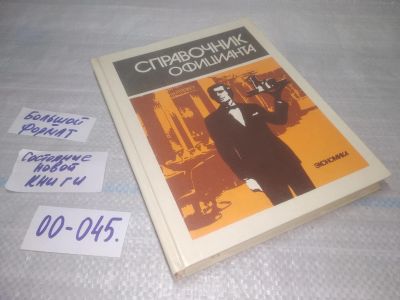 СПРАВОЧНИК
ОФИЦИАНТА
ЭКОНОМИКА
БОЛЬШОЙ
ФОРМАТ
Состояние
новой
книги
00-045.